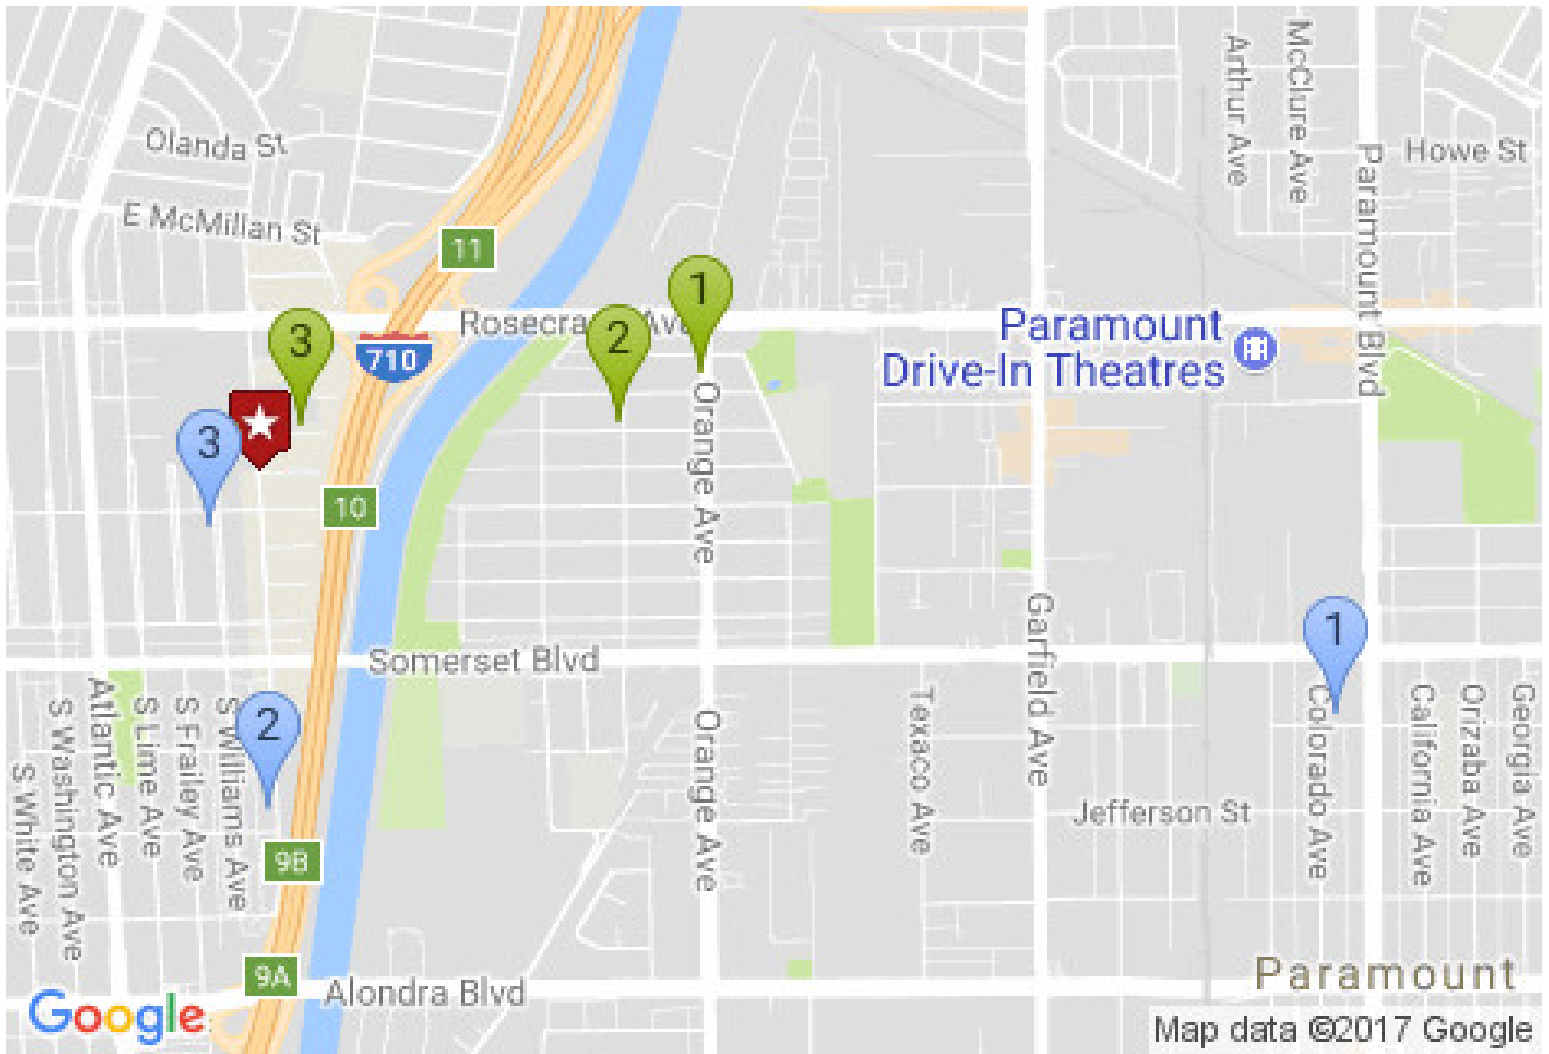 McClure Ave
Arthur Ave
Olanda St
Paramount Blvd
Howe St
E McMillan St
11
1
Rosecra
Ave
2
3
710
Paramount
Drive-In Theatres
3
Orange Ave
10
1
Somerset Blvd
Garfield Ave
2
Atlantic Ave
S Lime Ave
S Frailey Ave
S Williams Ave
S Washington Ave
S White Ave
Orange Ave
Texaco Ave
Colorado Ave
California Ave
Orizaba Ave
Georgia Ave
Jefferson St
9B
9A
Alondra Blvd
Paramount
Google
Map data ©2017 Google